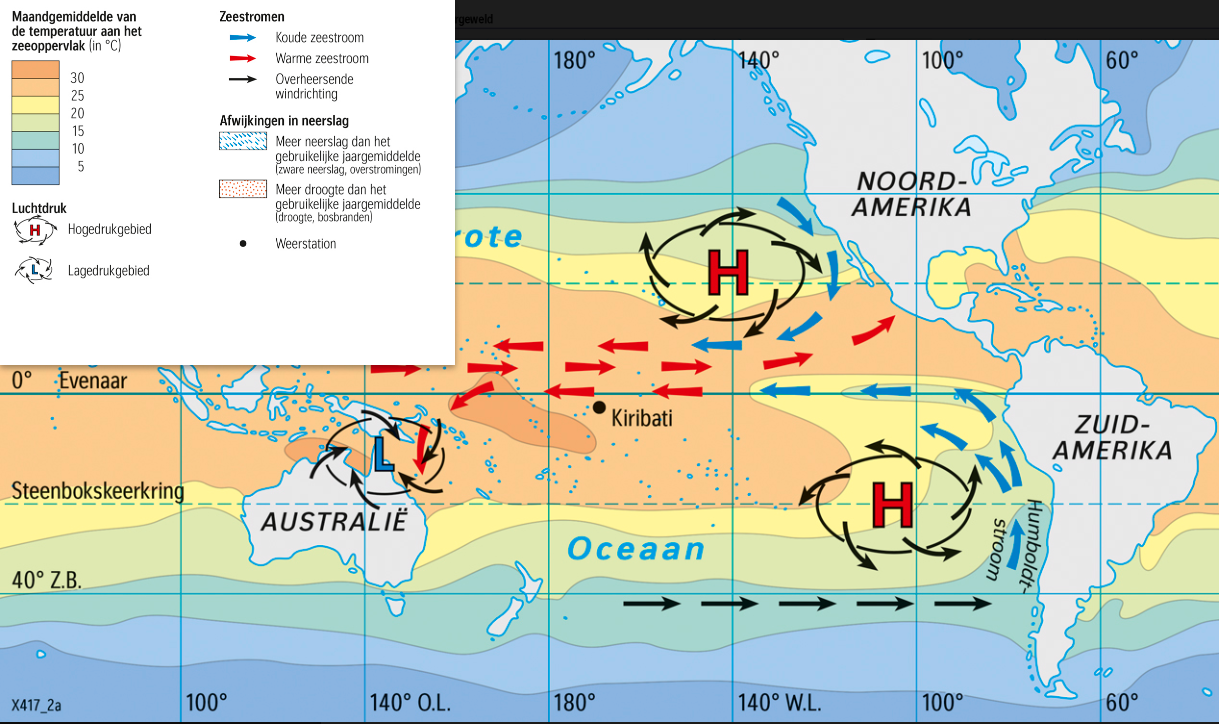 Maandgemiddelde van
de temperatuur aan het
zeeoppervlak (in °C)
30
25
20
15
10
5
Luchtdruk
H Hogedrukgebied
L Lagedrukgebied
Zeestromen
Koude zeestroom
Warme zeestroom
Overheersende
windrichting
Afwijkingen in neerslag
Meer neerslag dan het
gebruikelijke jaargemiddelde
(zware neerslag, overstromingen)
Meer droogte dan het
gebruikelijke jaargemiddelde
(droogte, bosbranden)
Weerstation
rgeweld
180°
140°
100°
60°
NOORD-
AMERIKA
rote
H
0° Evenaar
Kiribati
ZUID-
AMERIKA
L
Steenbokskeerkring
H
AUSTRALIË
Humboldt-
stroom
Oceaan
40° Z.B.
X417_2a
100°
140° O.L.
180°
140° W.L.
100°
60°